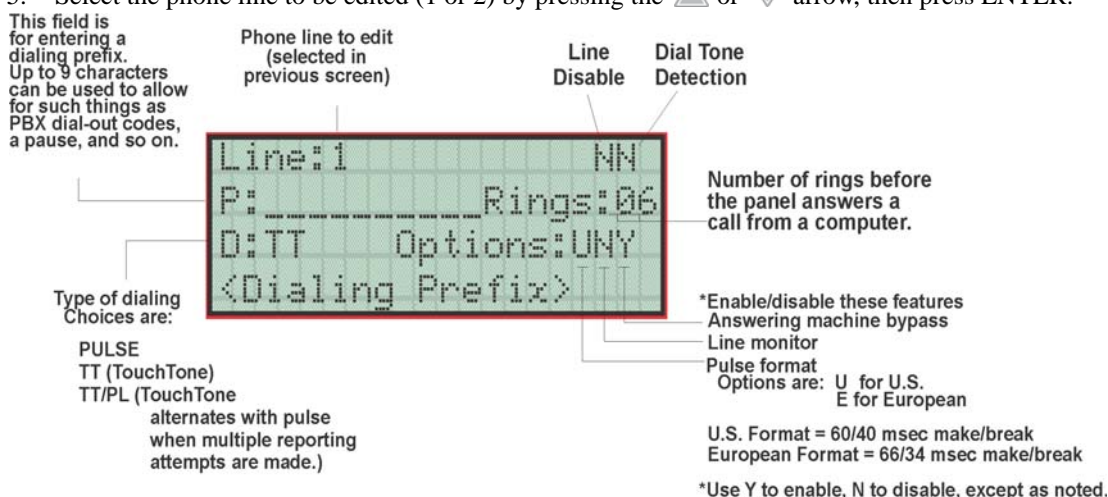 3. Select the phone line to be edited (1 or 2) by pressing the or arrow, then press ENTER.
This field is
for entering a
dialing prefix.
Up to 9 characters
can be used to allow
for such things as
PBX dial-out codes,
a pause, and so on.
Phone line to edit
(selected in
previous screen)
Line
Disable
Dial Tone
Detection
Line:1 NN
P:_________Rings:06
D:TT Options:UNY
<Dialing Prefix>
Number of rings before
the panel answers a
call from a computer.
Type of dialing
Choices are:
PULSE
TT (TouchTone)
TT/PL (TouchTone
alternates with pulse
when multiple reporting
attempts are made.)
*Enable/disable these features
Answering machine bypass
Line monitor
Pulse format
Options are: U for U.S.
E for European
U.S. Format = 60/40 msec make/break
European Format = 66/34 msec make/break
*Use Y to enable, N to disable, except as noted.